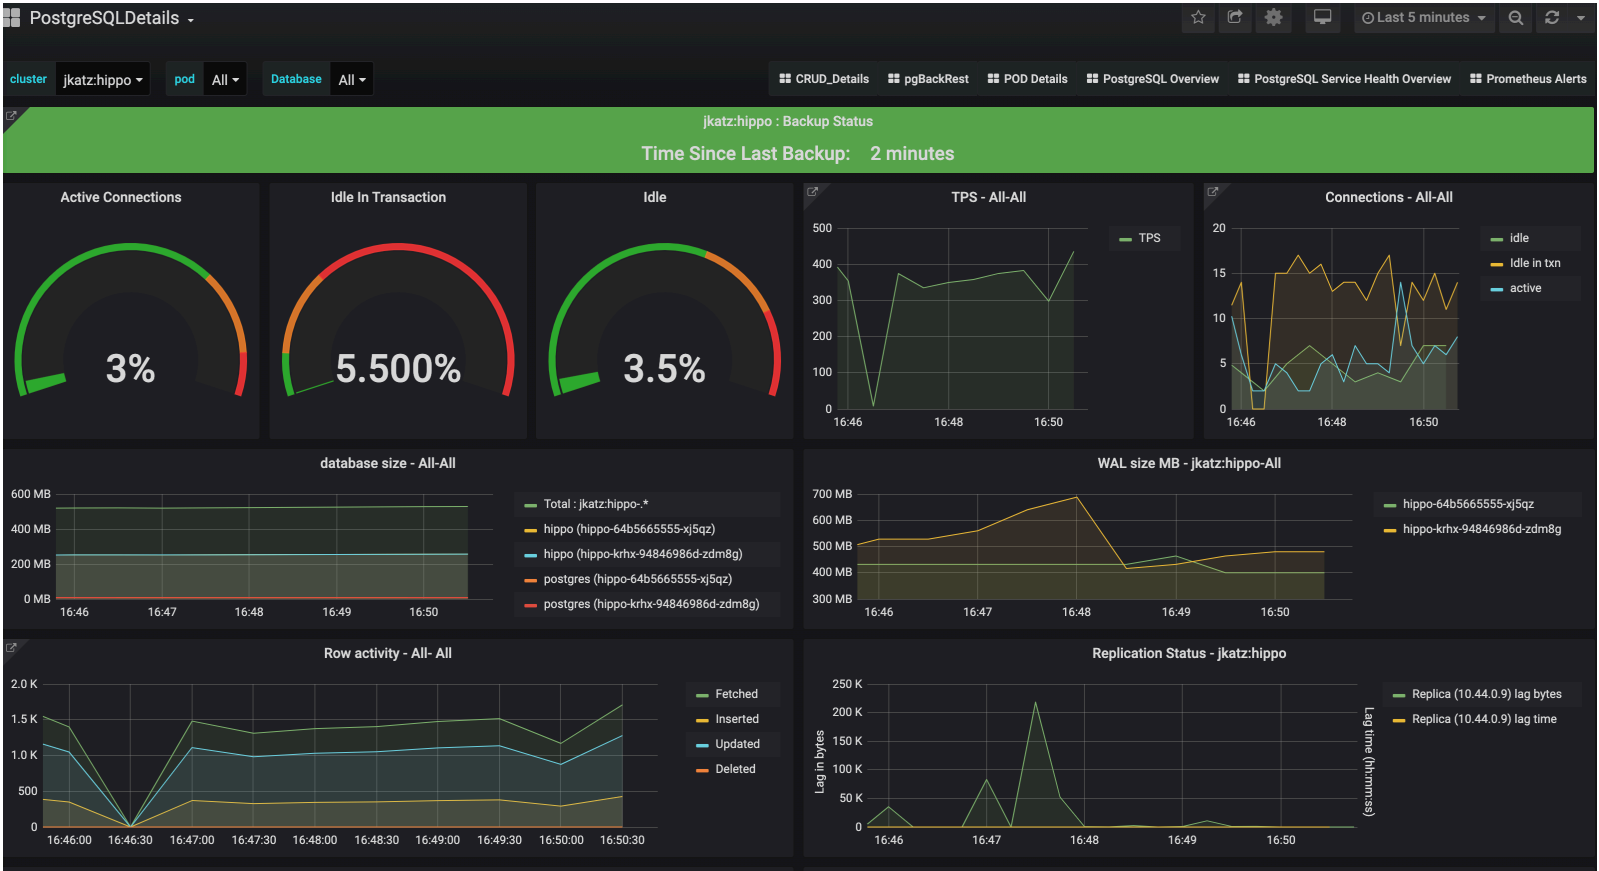 PostgreSQLDetails
Last 5 minutes
cluster jkatz:hippo pod All Database All
CRUD_Details pgBackRest POD Details PostgreSQL Overview PostgreSQL Service Health Overview Prometheus Alerts
jkatz:hippo : Backup Status
Time Since Last Backup: 2 minutes
Active Connections
3%
Idle In Transaction
5.500%
Idle
3.5%
TPS - All-All
500
400
300
200
100
0
16:46 16:48 16:50
TPS
Connections - All-All
20
15
10
5
0
16:46 16:48 16:50
idle
Idle in txn
active
database size - All-All
600 MB
400 MB
200 MB
0 MB
16:46 16:47 16:48 16:49 16:50
Total : jkatz:hippo-.*
hippo (hippo-64b5665555-xj5qz)
hippo (hippo-krhx-94846986d-zdm8g)
postgres (hippo-64b5665555-xj5qz)
postgres (hippo-krhx-94846986d-zdm8g)
WAL size MB - jkatz:hippo-All
700 MB
600 MB
500 MB
400 MB
300 MB
16:46 16:47 16:48 16:49 16:50
hippo-64b5665555-xj5qz
hippo-krhx-94846986d-zdm8g
Row activity - All- All
2.0 K
1.5 K
1.0 K
500
0
16:46:00 16:46:30 16:47:00 16:47:30 16:48:00 16:48:30 16:49:00 16:49:30 16:50:00 16:50:30
Fetched
Inserted
Updated
Deleted
Replication Status - jkatz:hippo
Lag in bytes
250 K
200 K
150 K
100 K
50 K
0
16:46 16:47 16:48 16:49 16:50
Lag time (hh:mm:ss)
Replica (10.44.0.9) lag bytes
Replica (10.44.0.9) lag time